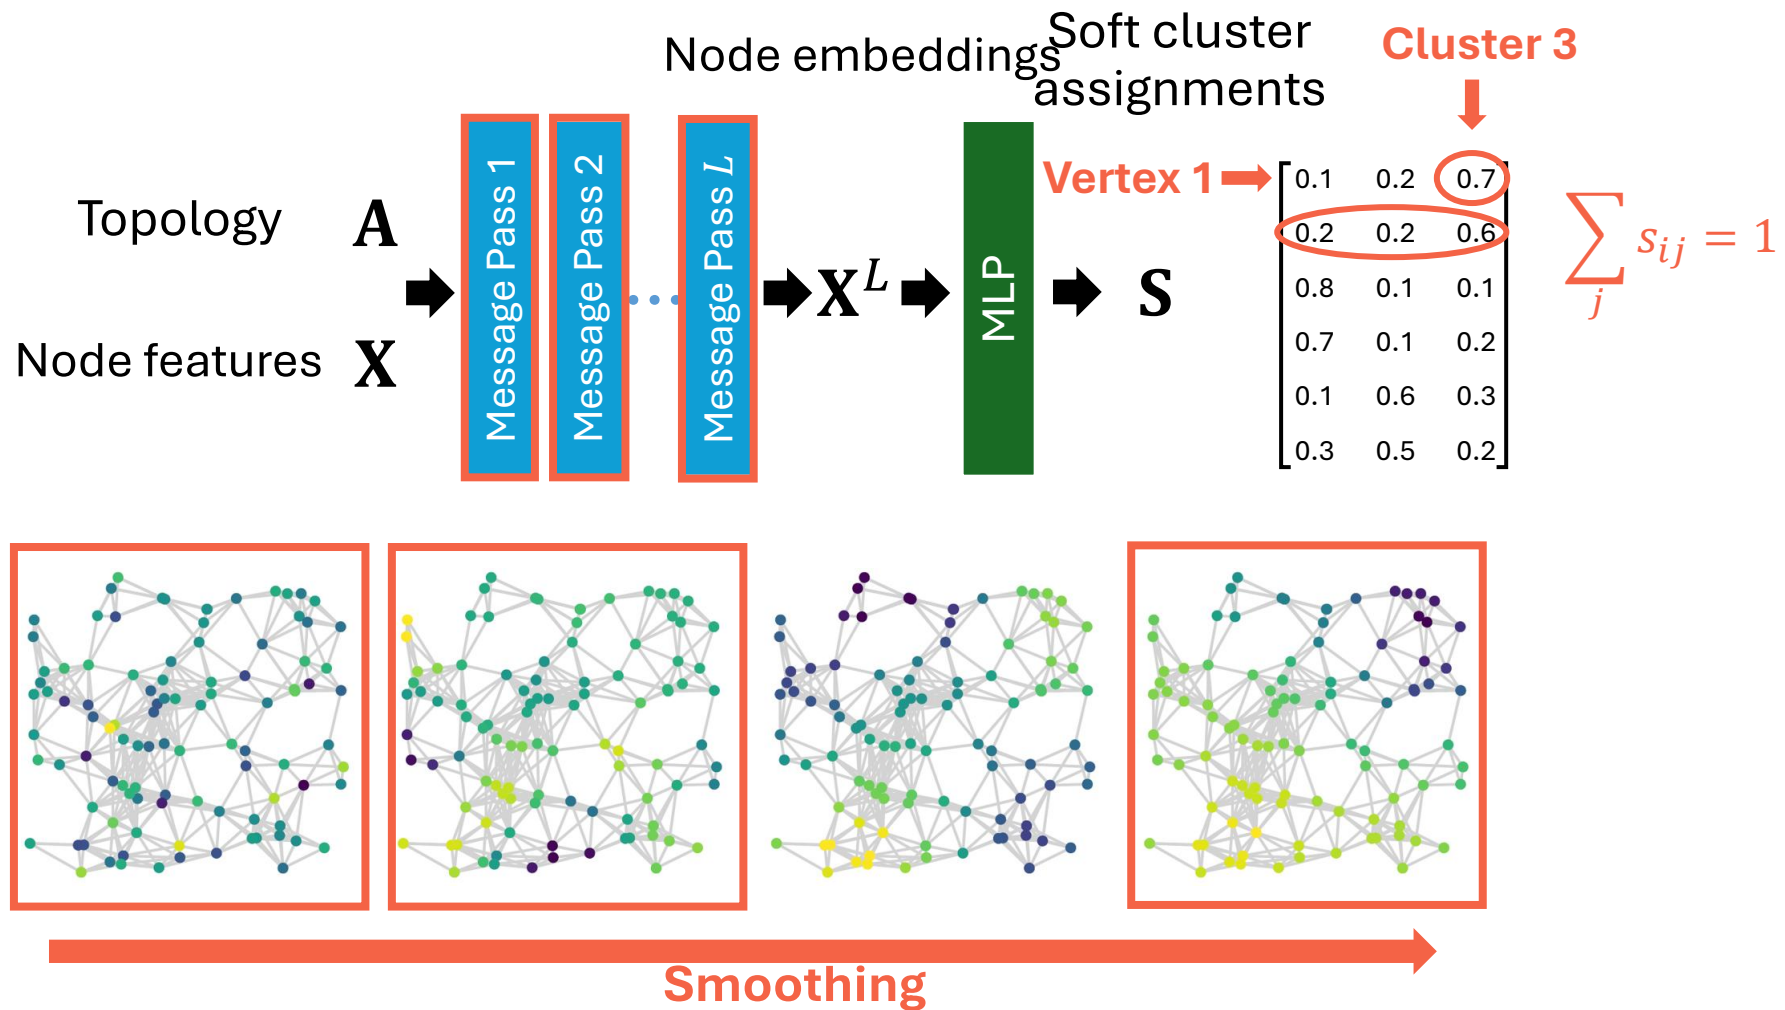 Node embeddings
Soft cluster
assignments
Cluster 3
Topology
A
Node features
X
Message Pass 1
Message Pass 2
Message Pass L
X^L
MLP
S
Vertex 1
0.1 0.2 0.7
0.2 0.2 0.6
0.8 0.1 0.1
0.7 0.1 0.2
0.1 0.6 0.3
0.3 0.5 0.2
∑_j s_{ij} = 1
Smoothing